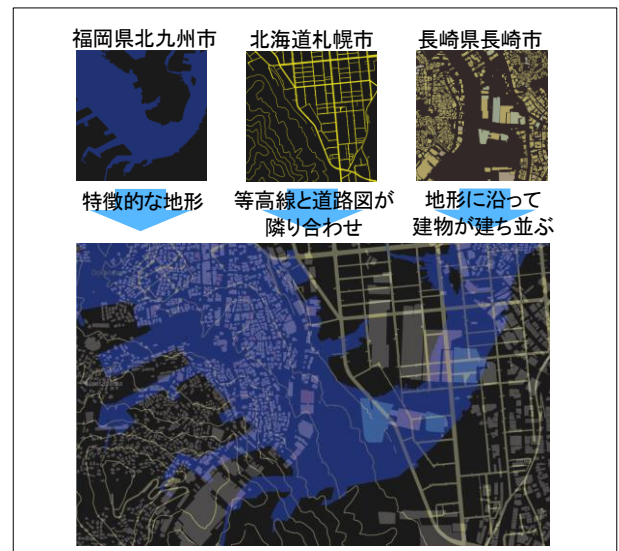 福岡県北九州市
北海道札幌市
長崎県長崎市
特徴的な地形
等高線と道路図が
隣り合わせ
地形に沿って
建物が建ち並ぶ